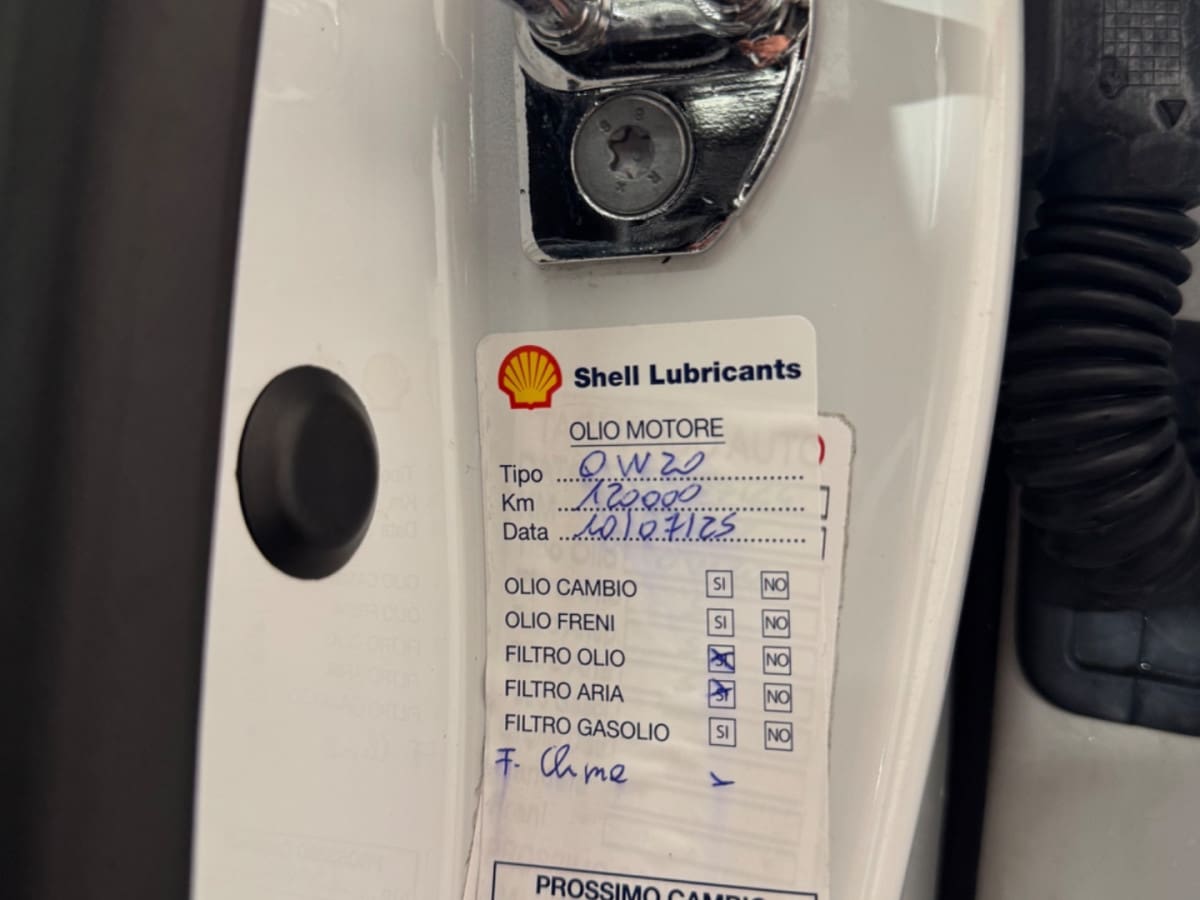 Shell Lubricants
OLIO MOTORE
Tipo 0W20
Km 120000
Data 10/07/25
OLIO CAMBIO SI NO
OLIO FRENI SI NO
FILTRO OLIO SI NO
FILTRO ARIA SI NO
FILTRO GASOLIO SI NO
F. Clima
PROSSIMO CAMBIO